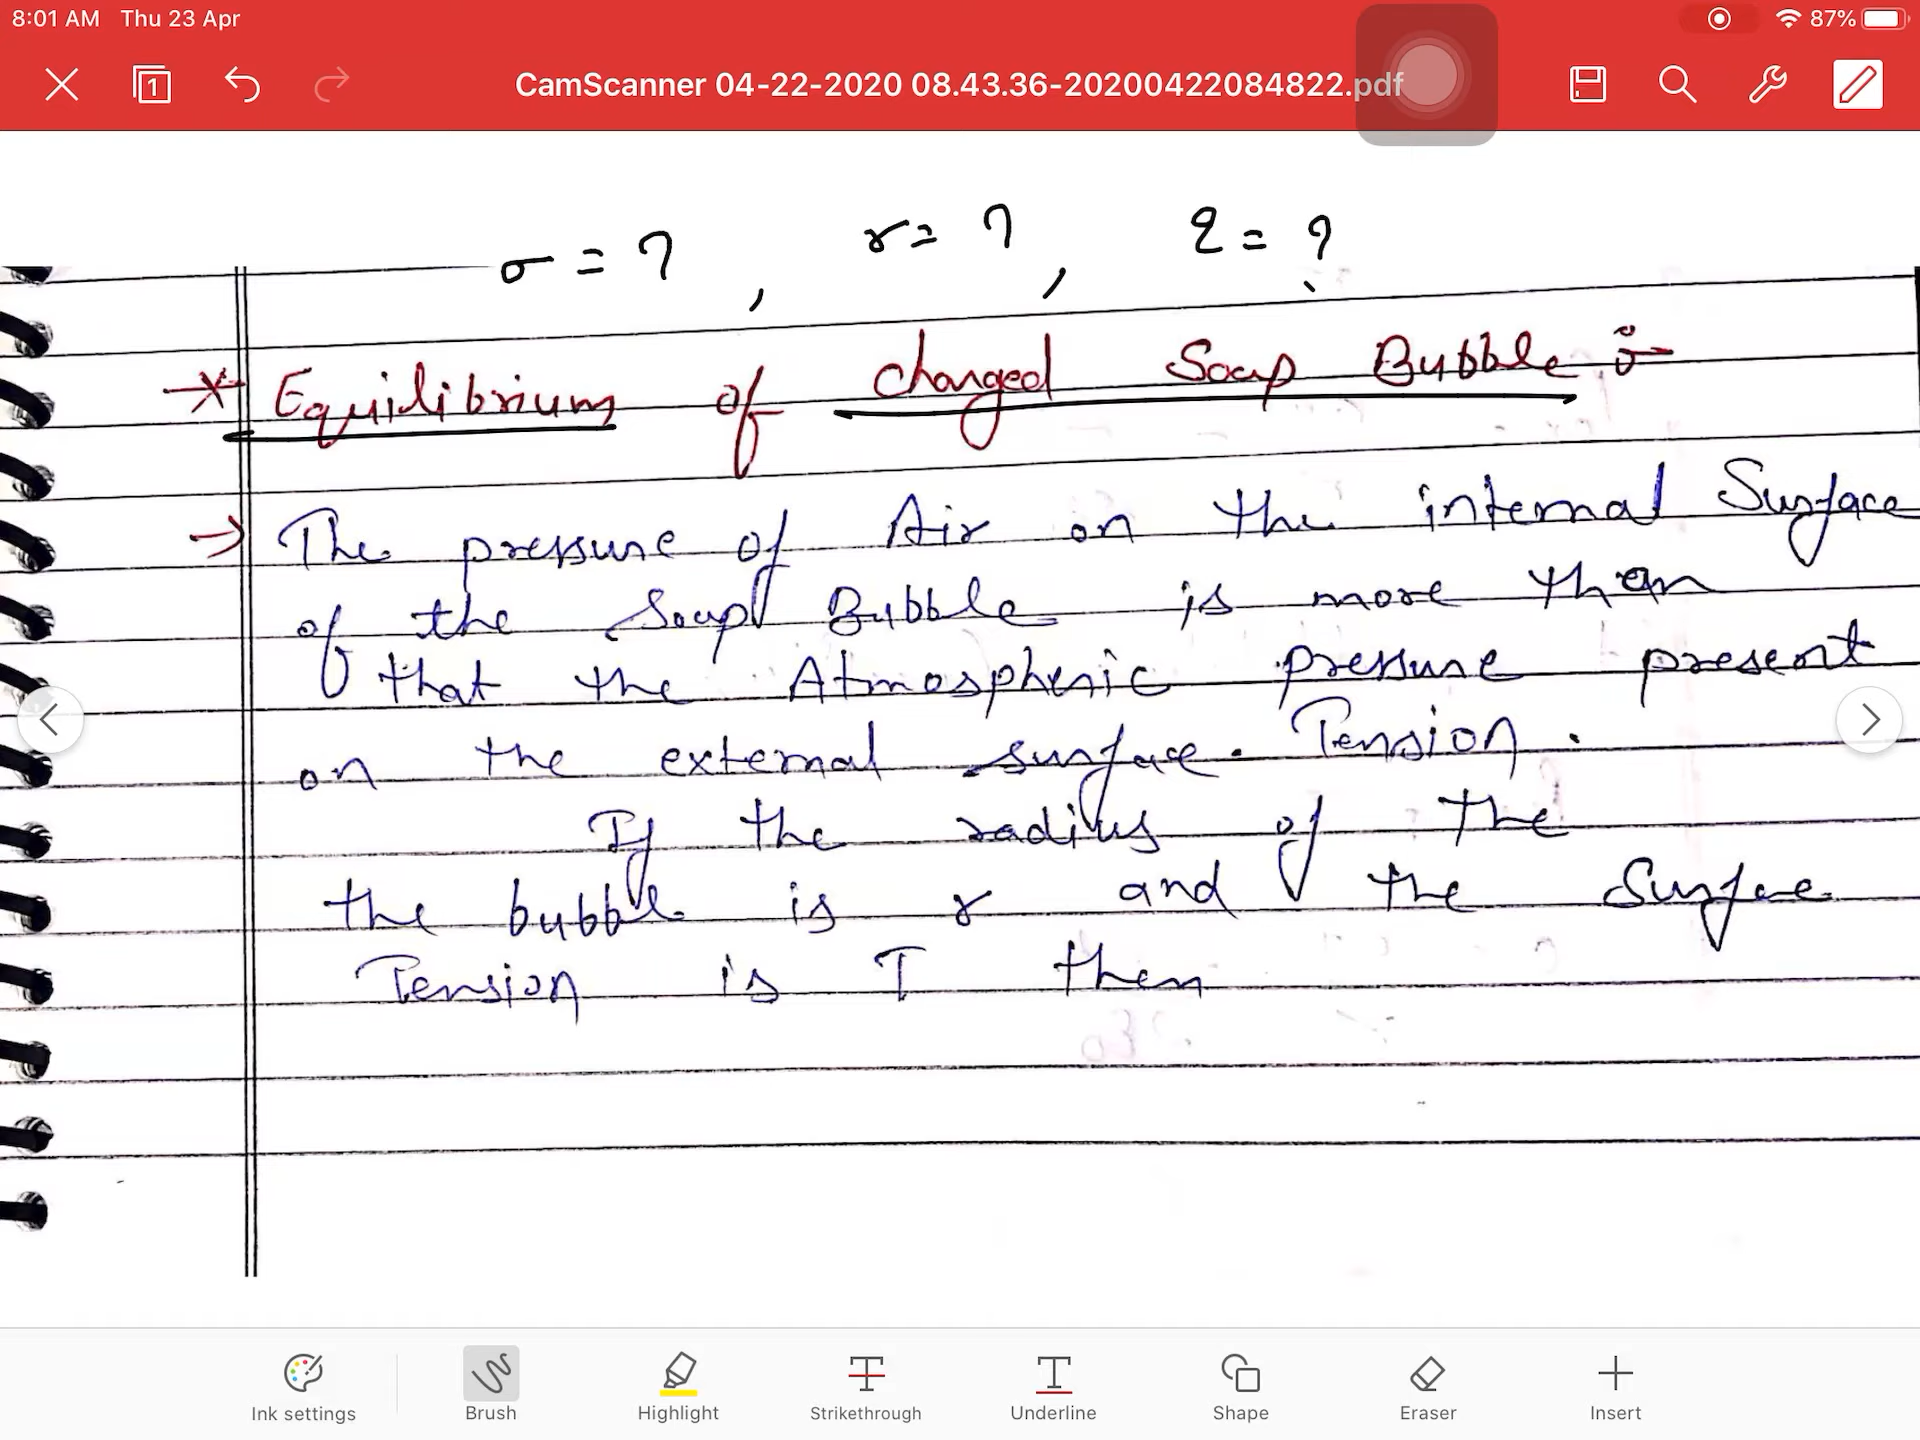 8:01 AM Thu 23 Apr
87%
1
CamScanner 04-22-2020 08.43.36-20200422084822.pdf
σ = ? , r = ? , q = ?
* Equilibrium of charged Soap Bubble :-
→ The pressure of Air on the internal Surface
of the Soap Bubble is more than
that the Atmospheric pressure present
on the external surface. Tension .
If the radius of the
the bubble is r and the Surface
Tension is T then
Ink settings
Brush
Highlight
Strikethrough
Underline
Shape
Eraser
Insert